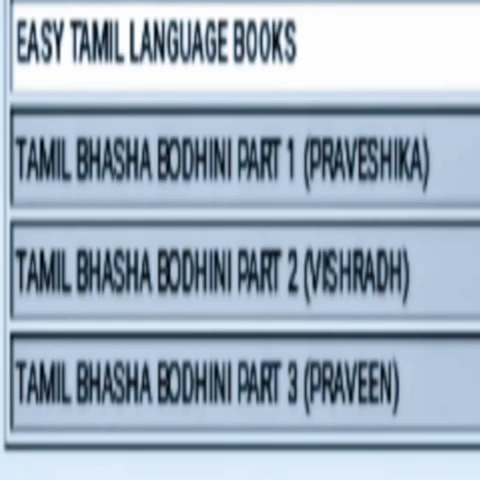 EASY TAMIL LANGUAGE BOOKS
TAMIL BHASHA BODHINI PART 1 (PRAVESHIKA)
TAMIL BHASHA BODHINI PART 2 (VISHRADH)
TAMIL BHASHA BODHINI PART 3 (PRAVEEN)